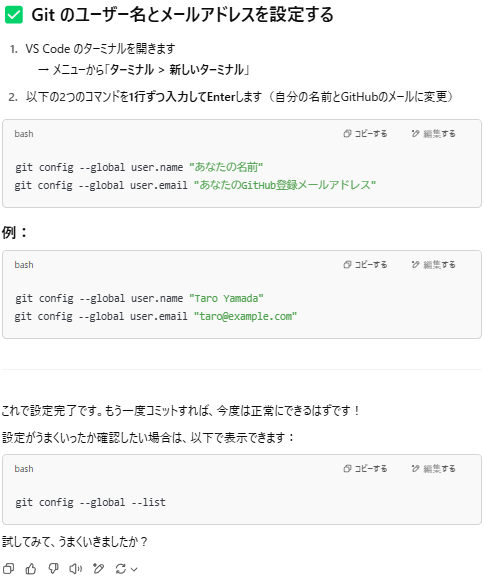 ✅ Git のユーザー名とメールアドレスを設定する
1. VS Code のターミナルを開きます
→ メニューから「ターミナル > 新しいターミナル」
2. 以下の2つのコマンドを1行ずつ入力してEnterします（自分の名前とGitHubのメールに変更）
bash コピーする 編集する
git config --global user.name "あなたの名前"
git config --global user.email "あなたのGitHub登録メールアドレス"
例：
bash コピーする 編集する
git config --global user.name "Taro Yamada"
git config --global user.email "taro@example.com"
これで設定完了です。もう一度コミットすれば、今度は正常にできるはずです！
設定がうまくいったか確認したい場合は、以下で表示できます：
bash コピーする 編集する
git config --global --list
試してみて、うまくいきましたか？